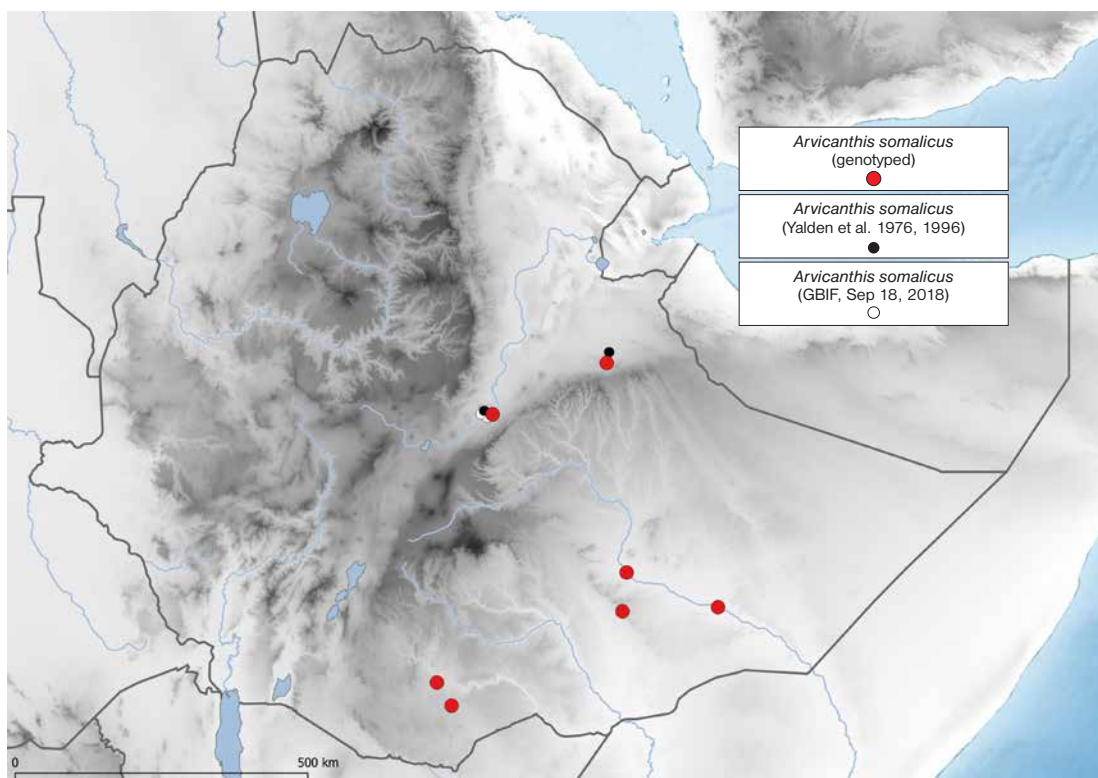 Arvicanthis somalicus
(genotyped)
Arvicanthis somalicus
(Yalden et al. 1976, 1996)
Arvicanthis somalicus
(GBIF, Sep 18, 2018)
0 500 km